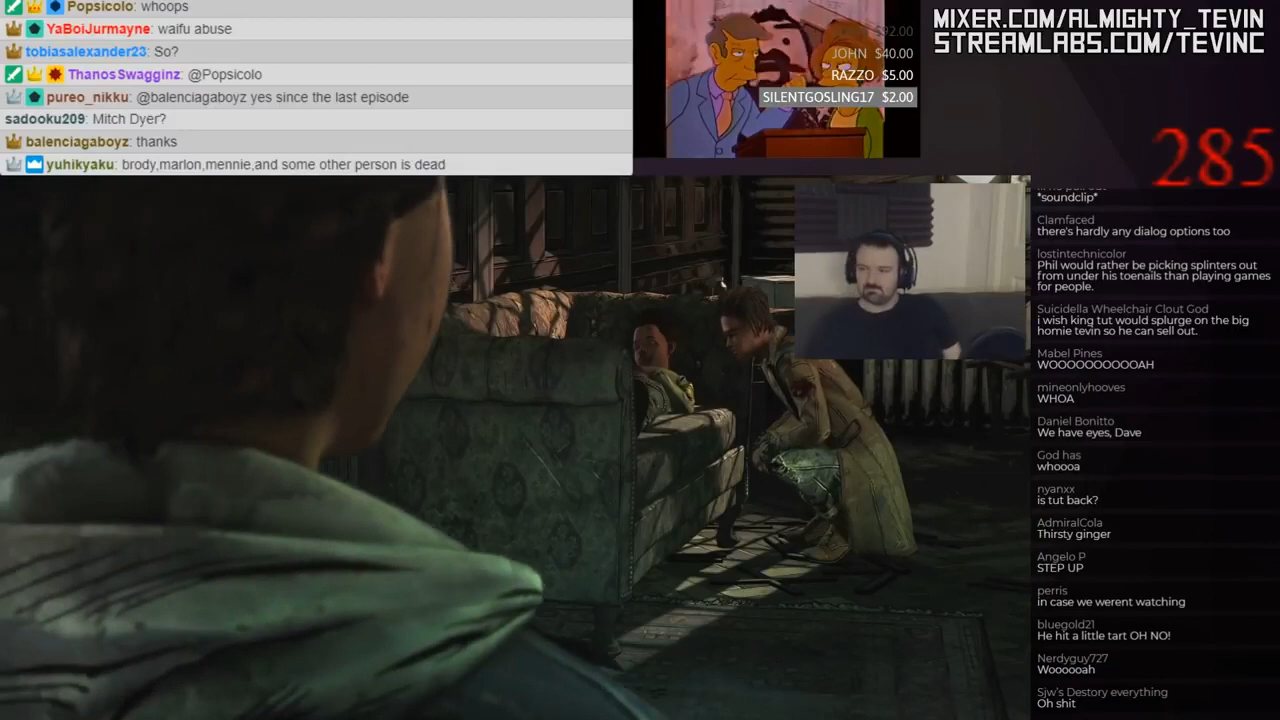 Popsicolo: whoops
YaBoiJurmayne: waifu abuse
tobiasalexander23: So?
ThanosSwagginz: @Popsicolo
pureo_nikku: @balenciagaboyz yes since the last episode
sadooku209: Mitch Dyer?
balenciagaboyz: thanks
yuhikyaku: brody,marlon,mennie,and some other person is dead
$92.00
JOHN $40.00
RAZZO $5.00
SILENTGOSLING17 $2.00
MIXER.COM/ALMIGHTY_TEVIN
STREAMLABS.COM/TEVINC
285
*soundclip*
Clamfaced
there's hardly any dialog options too
lostintechnicolor
Phil would rather be picking splinters out
from under his toenails than playing games
for people.
Suicidella Wheelchair Clout God
i wish king tut would splurge on the big
homie tevin so he can sell out.
Mabel Pines
WOOOOOOOOOOAH
mineonlyhooves
WHOA
Daniel Bonitto
We have eyes, Dave
God has
whoooa
nyanxx
is tut back?
AdmiralCola
Thirsty ginger
Angelo P
STEP UP
perris
in case we werent watching
bluegold21
He hit a little tart OH NO!
Nerdyguy727
Woooooah
Sjw's Destory everything
Oh shit